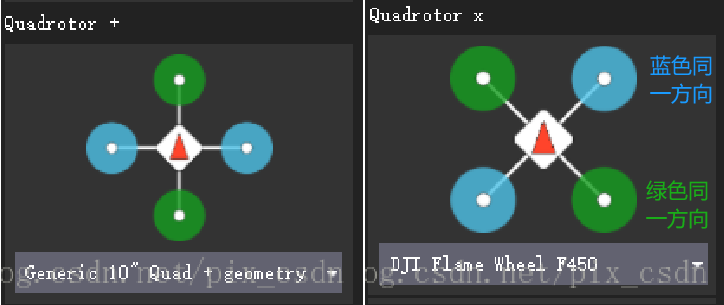 Quadrotor +
Generic 10" Quad + geometry
Quadrotor x
蓝色同
一方向
绿色同
一方向
DJI Flame Wheel F450
og.csdn.net/pix_csdn
og.csdn.net/pix_csdn